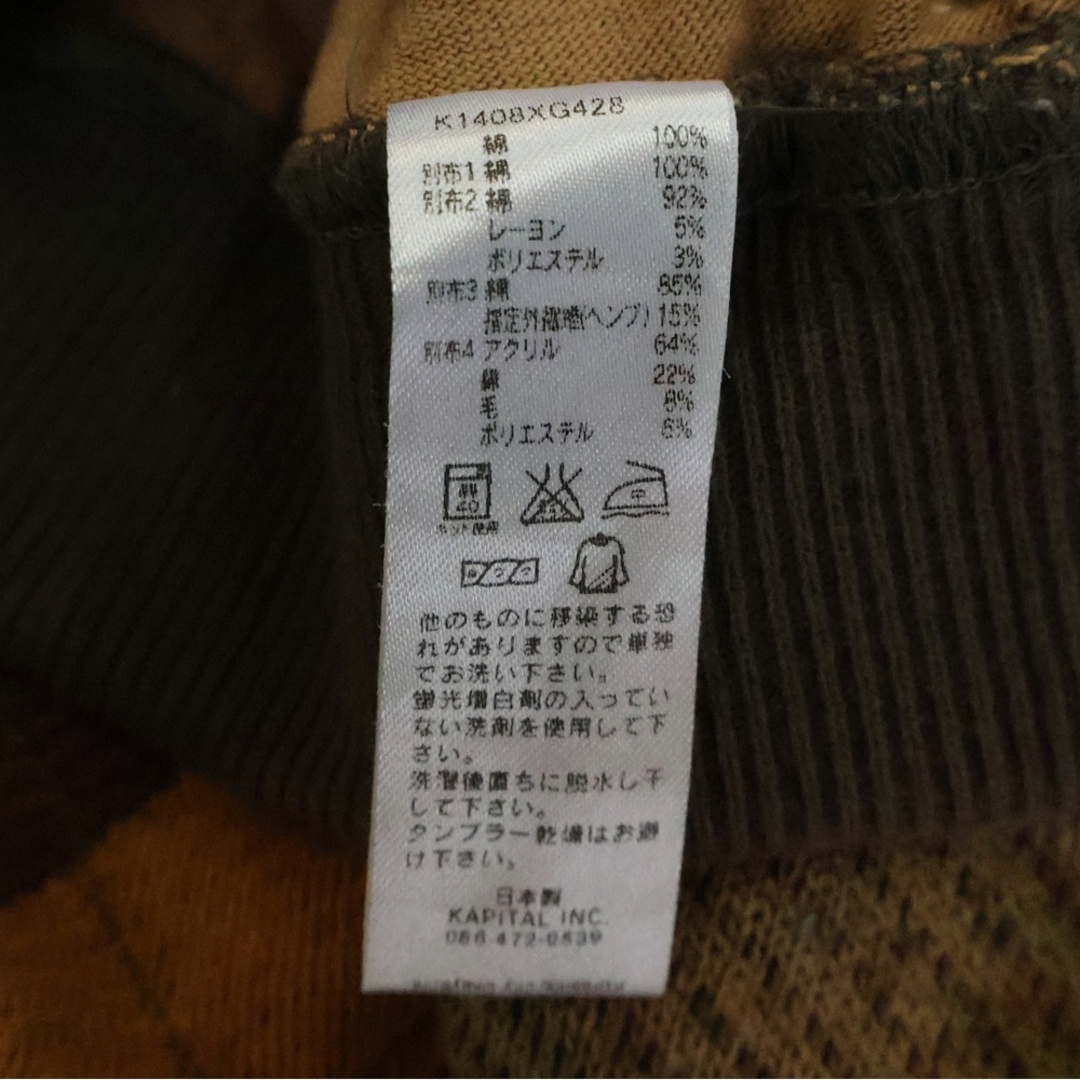 K1408XG428
綿 100%
別布1 綿 100%
別布2 綿 92%
レーヨン 5%
ポリエステル 3%
別布3 綿 85%
指定外繊維(ヘンプ) 15%
別布4 アクリル 64%
綿 22%
毛 8%
ポリエステル 6%
40
ネット使用
他のものに移染する恐
れがありますので単独
でお洗い下さい。
蛍光増白剤の入ってい
ない洗剤を使用して下
さい。
洗濯後直ちに脱水し干
して下さい。
タンブラー乾燥はお避
け下さい。
日本製
KAPITAL INC.
086-472-0539